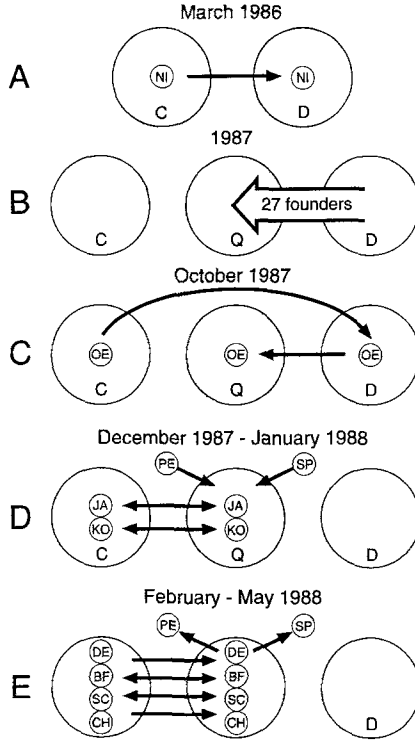 March 1986
A
NI
NI
C
D
1987
B
27 founders
C
Q
D
October 1987
C
OE
OE
OE
C
Q
D
December 1987 - January 1988
PE
SP
D
JA
JA
KO
KO
C
Q
D
February - May 1988
PE
SP
E
DE
DE
BF
BF
SC
SC
CH
CH
D